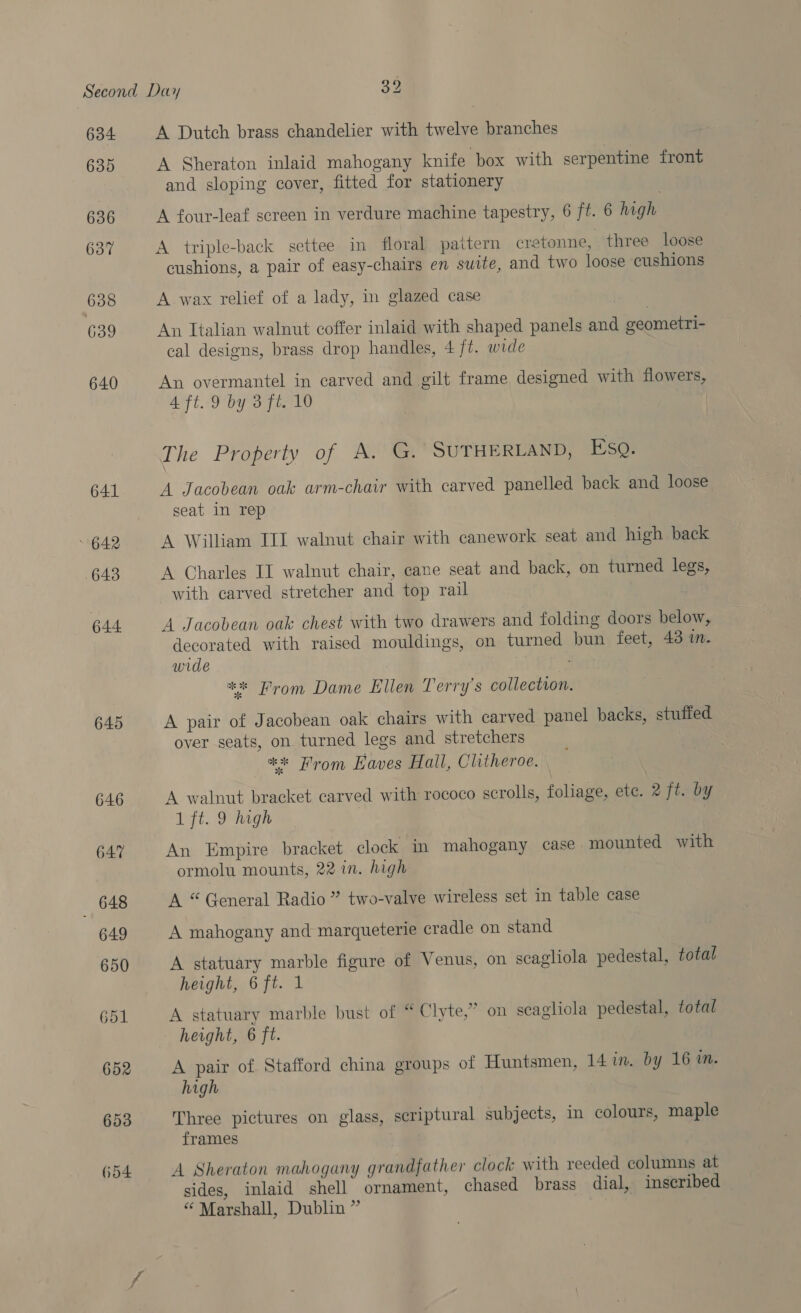 Second Day 32
634 A Dutch brass chandelier with twelve branches
635 A Sheraton inlaid mahogany knife box with serpentine front
and sloping cover, fitted for stationery
636 A four-leaf screen in verdure machine tapestry, 6 ft. 6 high
637 A triple-back settee in floral pattern cretonne, three loose
cushions, a pair of easy-chairs en suite, and two loose cushions
638 A wax relief of a lady, in glazed case
639 An Italian walnut coffer inlaid with shaped panels and geometri-
cal designs, brass drop handles, 4 ft. wide
640 An overmantel in carved and gilt frame designed with flowers,
4 ft. 9 by 3 ft. 10
The Property of A. G. SUTHERLAND, ESQ.
641 A Jacobean oak arm-chair with carved panelled back and loose
seat in rep
642 A William III walnut chair with canework seat and high back
643 A Charles II walnut chair, cane seat and back, on turned legs,
with carved stretcher and top rail
644 A Jacobean oak chest with two drawers and folding doors below,
decorated with raised mouldings, on turned bun feet, 43 in.
wide
*** From Dame Ellen Terry's collection.
645 A pair of Jacobean oak chairs with carved panel backs, stuffed
over seats, on turned legs and stretchers
*** From Eaves Hall, Clitheroe.
646 A walnut bracket carved with rococo scrolls, foliage, etc. 2 ft. by
1 ft. 9 high
647 An Empire bracket clock in mahogany case mounted with
ormolu mounts, 22 in. high
648 A “ General Radio ” two-valve wireless set in table case
649 A mahogany and marqueterie cradle on stand
650 A statuary marble figure of Venus, on scagliola pedestal, total
height, 6 ft. 1
651 A statuary marble bust of “ Clyte,” on scagliola pedestal, total
height, 6 ft.
652 A pair of Stafford china groups of Huntsmen, 14 in. by 16 in.
high
653 Three pictures on glass, scriptural subjects, in colours, maple
frames
654 A Sheraton mahogany grandfather clock with reeded columns at
sides, inlaid shell ornament, chased brass dial, inscribed
“ Marshall, Dublin ”